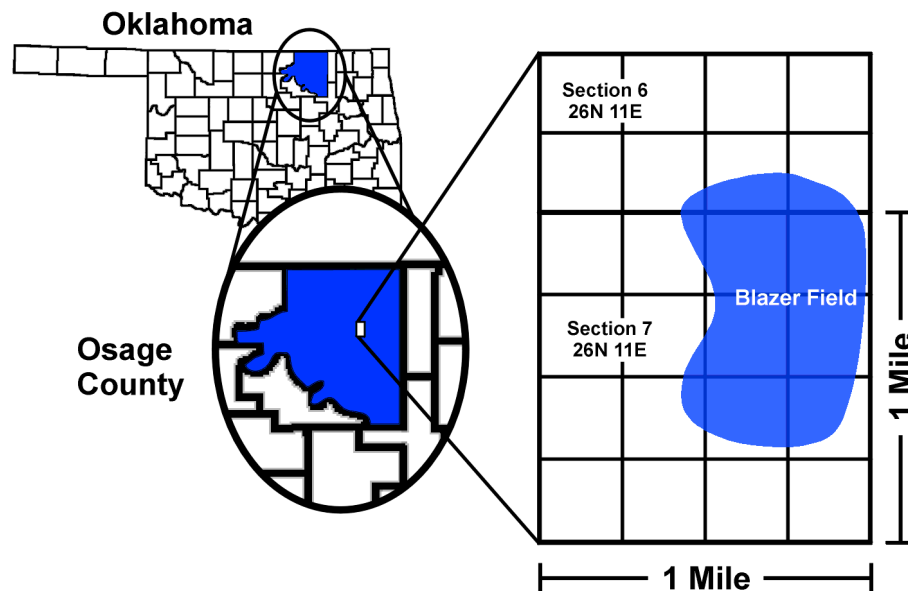 Oklahoma
Section 6
26N 11E
Blazer Field
Section 7
26N 11E
Osage
County
1 Mile
1 Mile